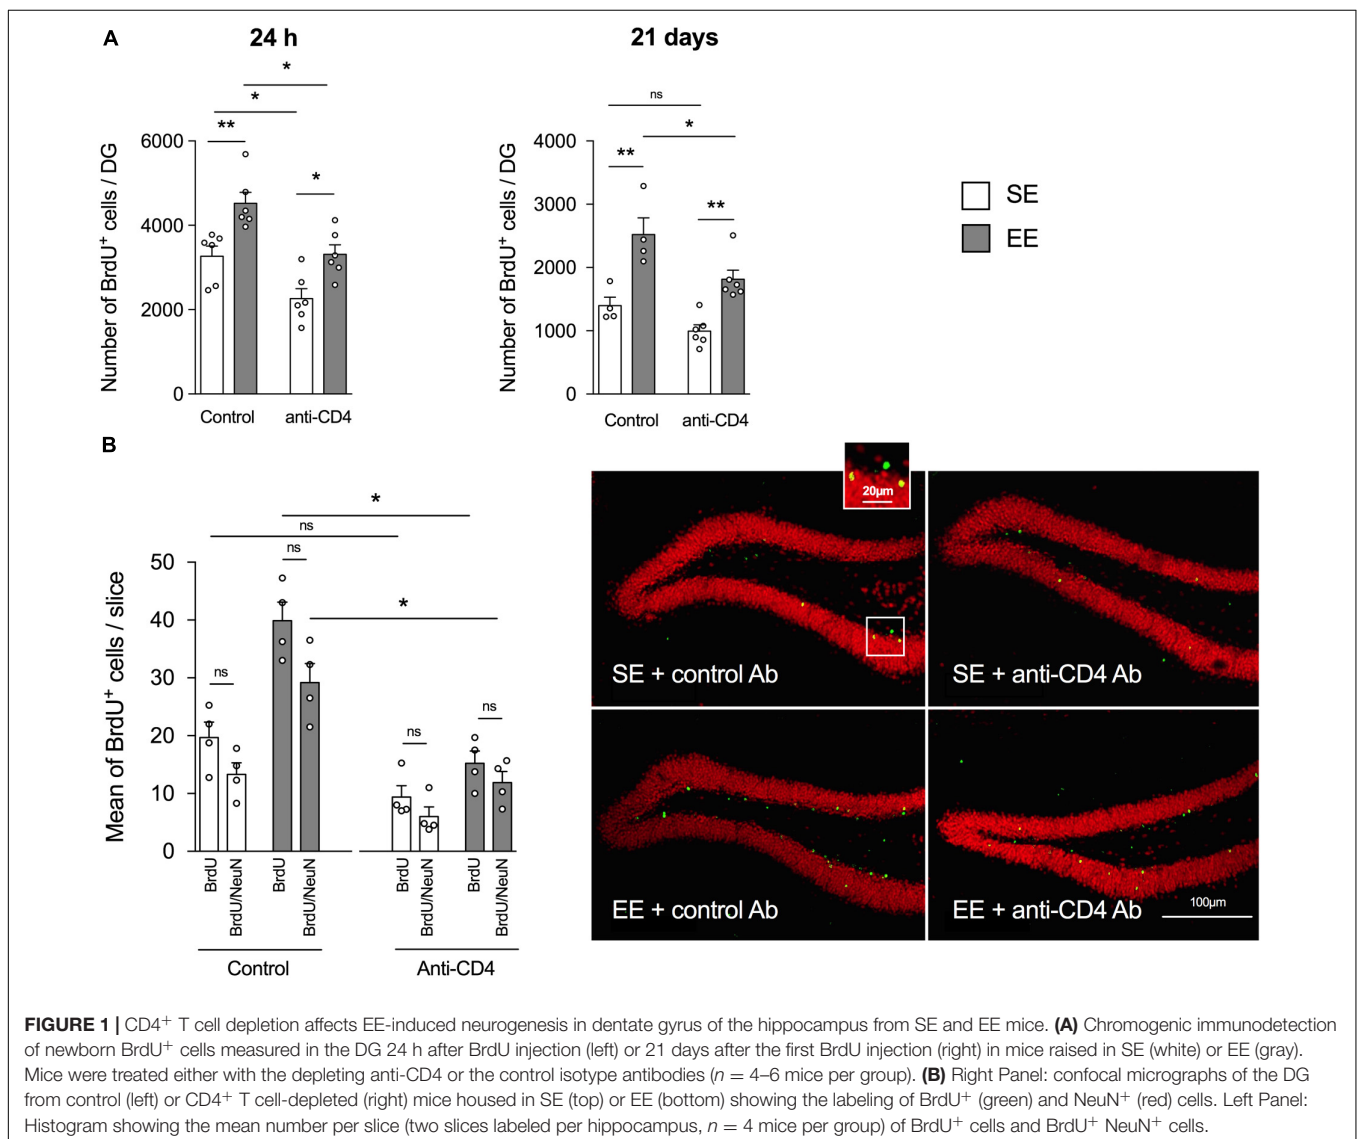 A
24 h
21 days
*
*
**
*
6000
4000
2000
0
Number of BrdU⁺ cells / DG
Control
anti-CD4
ns
*
**
**
4000
3000
2000
1000
0
Number of BrdU⁺ cells / DG
Control
anti-CD4
SE
EE
B
*
ns
ns
*
ns
ns
ns
50
40
30
20
10
0
Mean of BrdU⁺ cells / slice
BrdU
BrdU/NeuN
BrdU
BrdU/NeuN
BrdU
BrdU/NeuN
BrdU
BrdU/NeuN
Control
Anti-CD4
20µm
SE + control Ab
SE + anti-CD4 Ab
EE + control Ab
EE + anti-CD4 Ab
100µm
FIGURE 1 | CD4⁺ T cell depletion affects EE-induced neurogenesis in dentate gyrus of the hippocampus from SE and EE mice. (A) Chromogenic immunodetection
of newborn BrdU⁺ cells measured in the DG 24 h after BrdU injection (left) or 21 days after the first BrdU injection (right) in mice raised in SE (white) or EE (gray).
Mice were treated either with the depleting anti-CD4 or the control isotype antibodies (n = 4–6 mice per group). (B) Right Panel: confocal micrographs of the DG
from control (left) or CD4⁺ T cell-depleted (right) mice housed in SE (top) or EE (bottom) showing the labeling of BrdU⁺ (green) and NeuN⁺ (red) cells. Left Panel:
Histogram showing the mean number per slice (two slices labeled per hippocampus, n = 4 mice per group) of BrdU⁺ cells and BrdU⁺ NeuN⁺ cells.